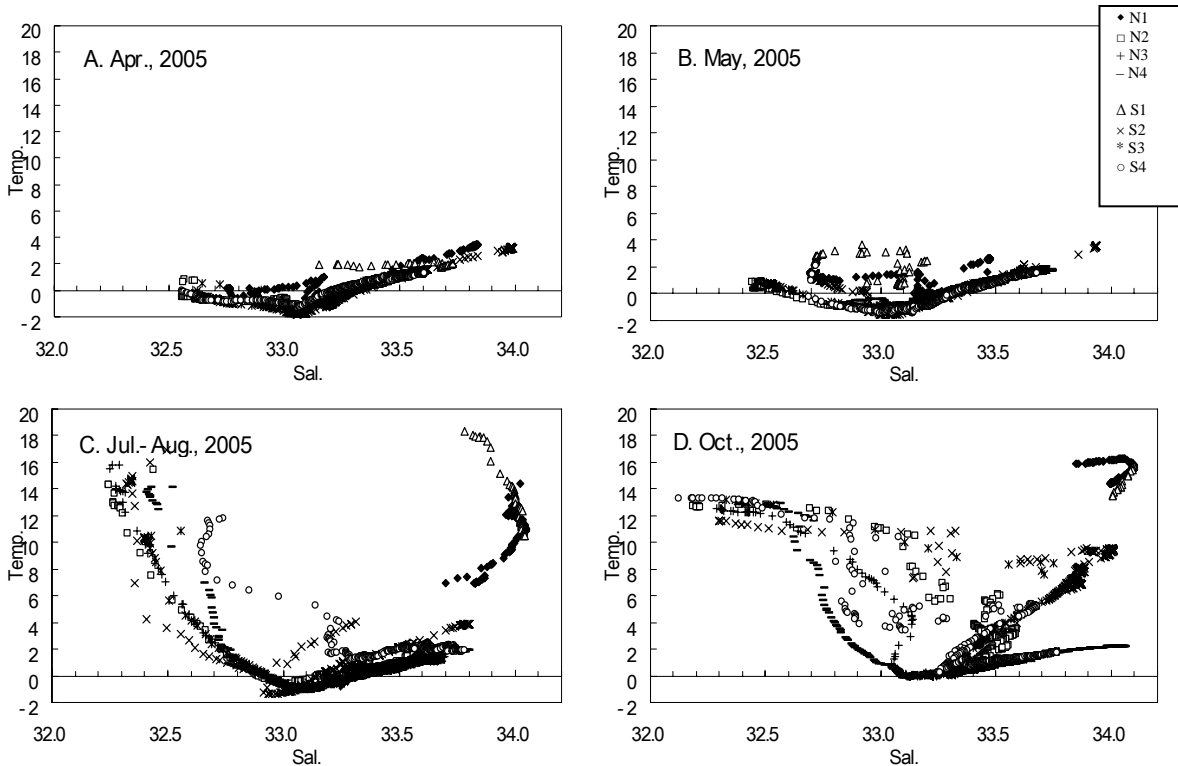 A. Apr., 2005
20
18
16
14
12
10
8
6
4
2
0
-2
Temp.
32.0 32.5 33.0 33.5 34.0
Sal.
B. May, 2005
20
18
16
14
12
10
8
6
4
2
0
-2
Temp.
32.0 32.5 33.0 33.5 34.0
Sal.
N1
N2
N3
N4
S1
S2
S3
S4
C. Jul.- Aug., 2005
20
18
16
14
12
10
8
6
4
2
0
-2
Temp.
32.0 32.5 33.0 33.5 34.0
Sal.
D. Oct., 2005
20
18
16
14
12
10
8
6
4
2
0
-2
Temp.
32.0 32.5 33.0 33.5 34.0
Sal.